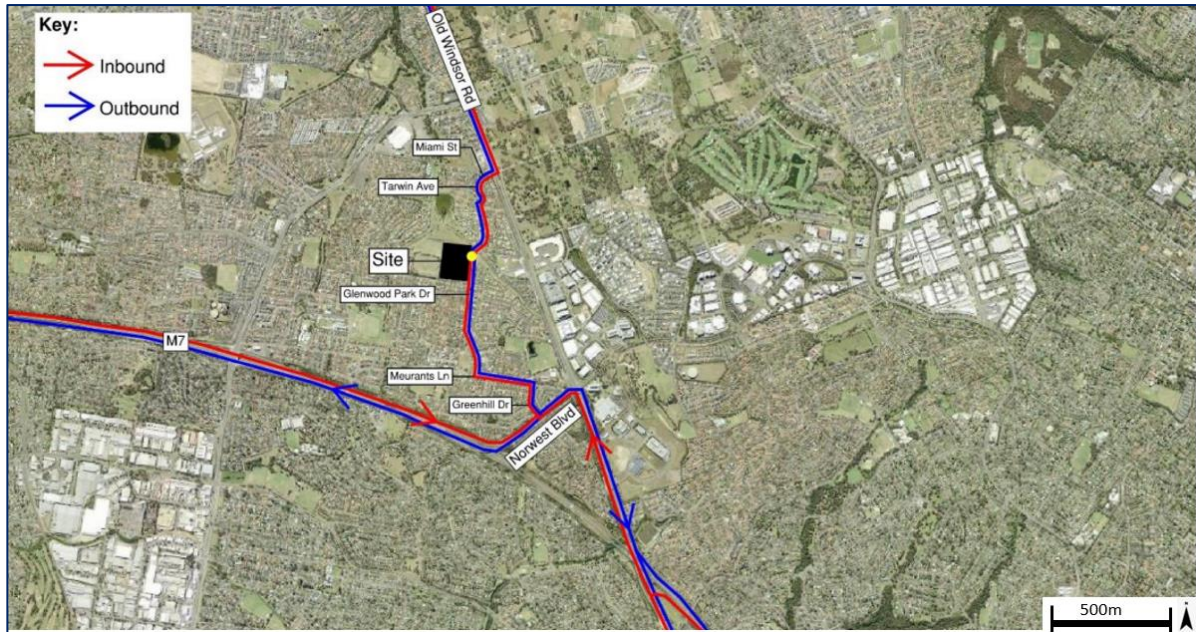 Key:
Inbound
Outbound
Old Windsor Rd
Miami St
Tarwin Ave
Site
Glenwood Park Dr
M7
Meurants Ln
Greenhill Dr
Norwest Blvd
500m